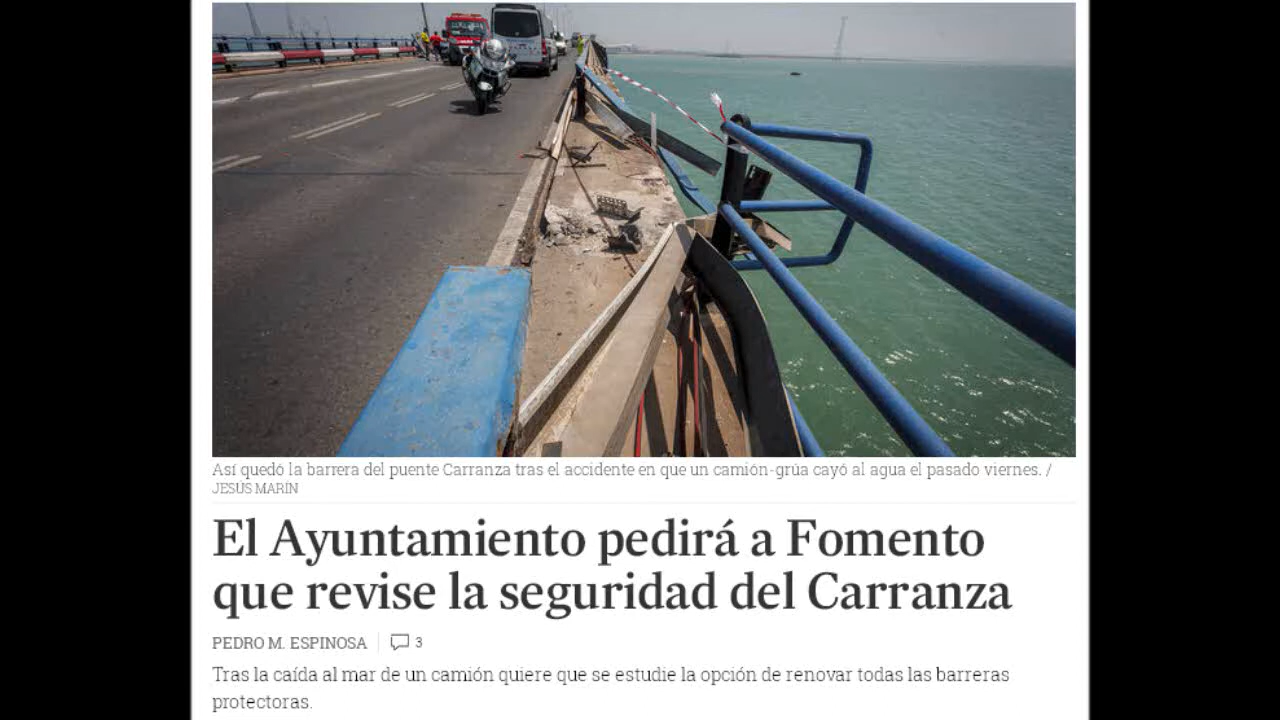 Así quedó la barrera del puente Carranza tras el accidente en que un camión-grúa cayó al agua el pasado viernes. /
JESÚS MARÍN
El Ayuntamiento pedirá a Fomento
que revise la seguridad del Carranza
PEDRO M. ESPINOSA 3
Tras la caída al mar de un camión quiere que se estudie la opción de renovar todas las barreras
protectoras.